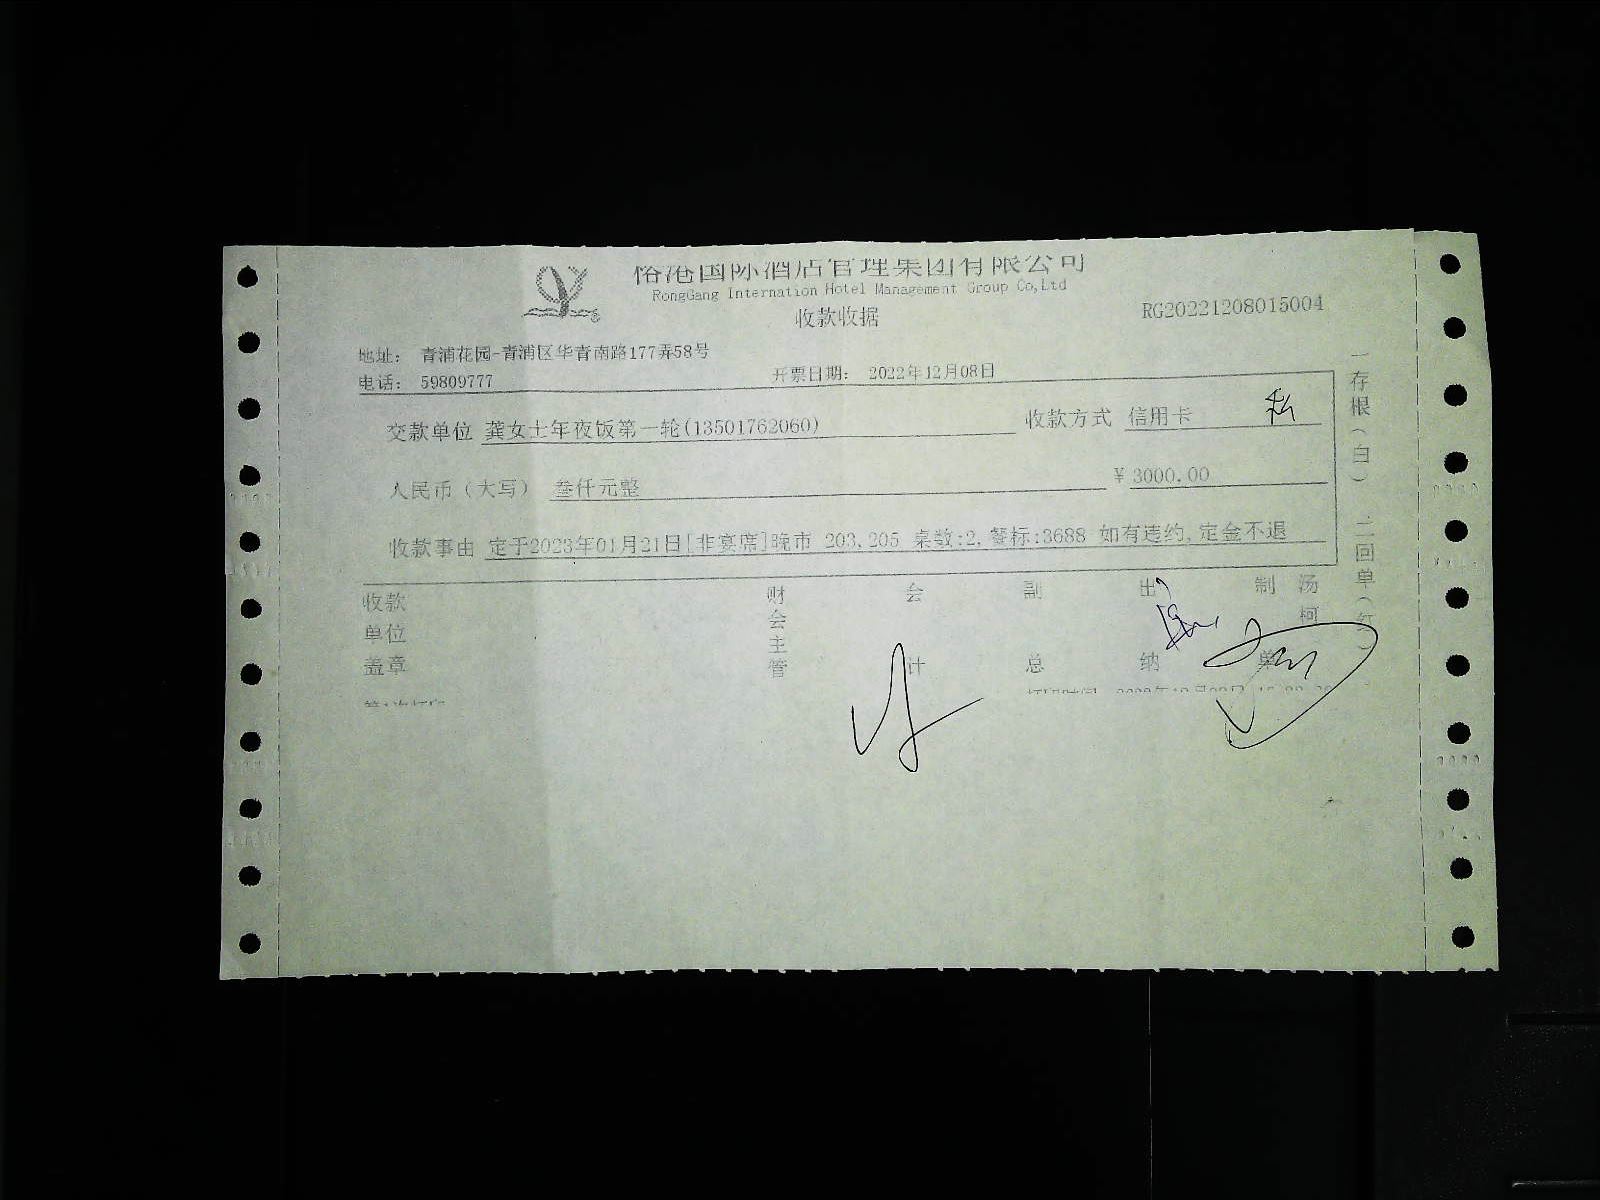 榕港国际酒店管理集团有限公司
RongGang Internation Hotel Management Group Co,Ltd
收款收据
RG20221208015004
地址: 青浦花园-青浦区华青南路177弄58号
电话: 59809777
开票日期: 2022年12月08日
交款单位 龚女士年夜饭第一轮(13501762060) 收款方式 信用卡
人民币(大写) 叁仟元整 ¥3000.00
收款事由 定于2023年01月21日[非宴席]晚市 203,205 桌数:2,餐标:3688 如有违约,定金不退
收款单位盖章 财会主管 会计 副总 出纳 制单 汤柯
一存根(白) 二回单(红)